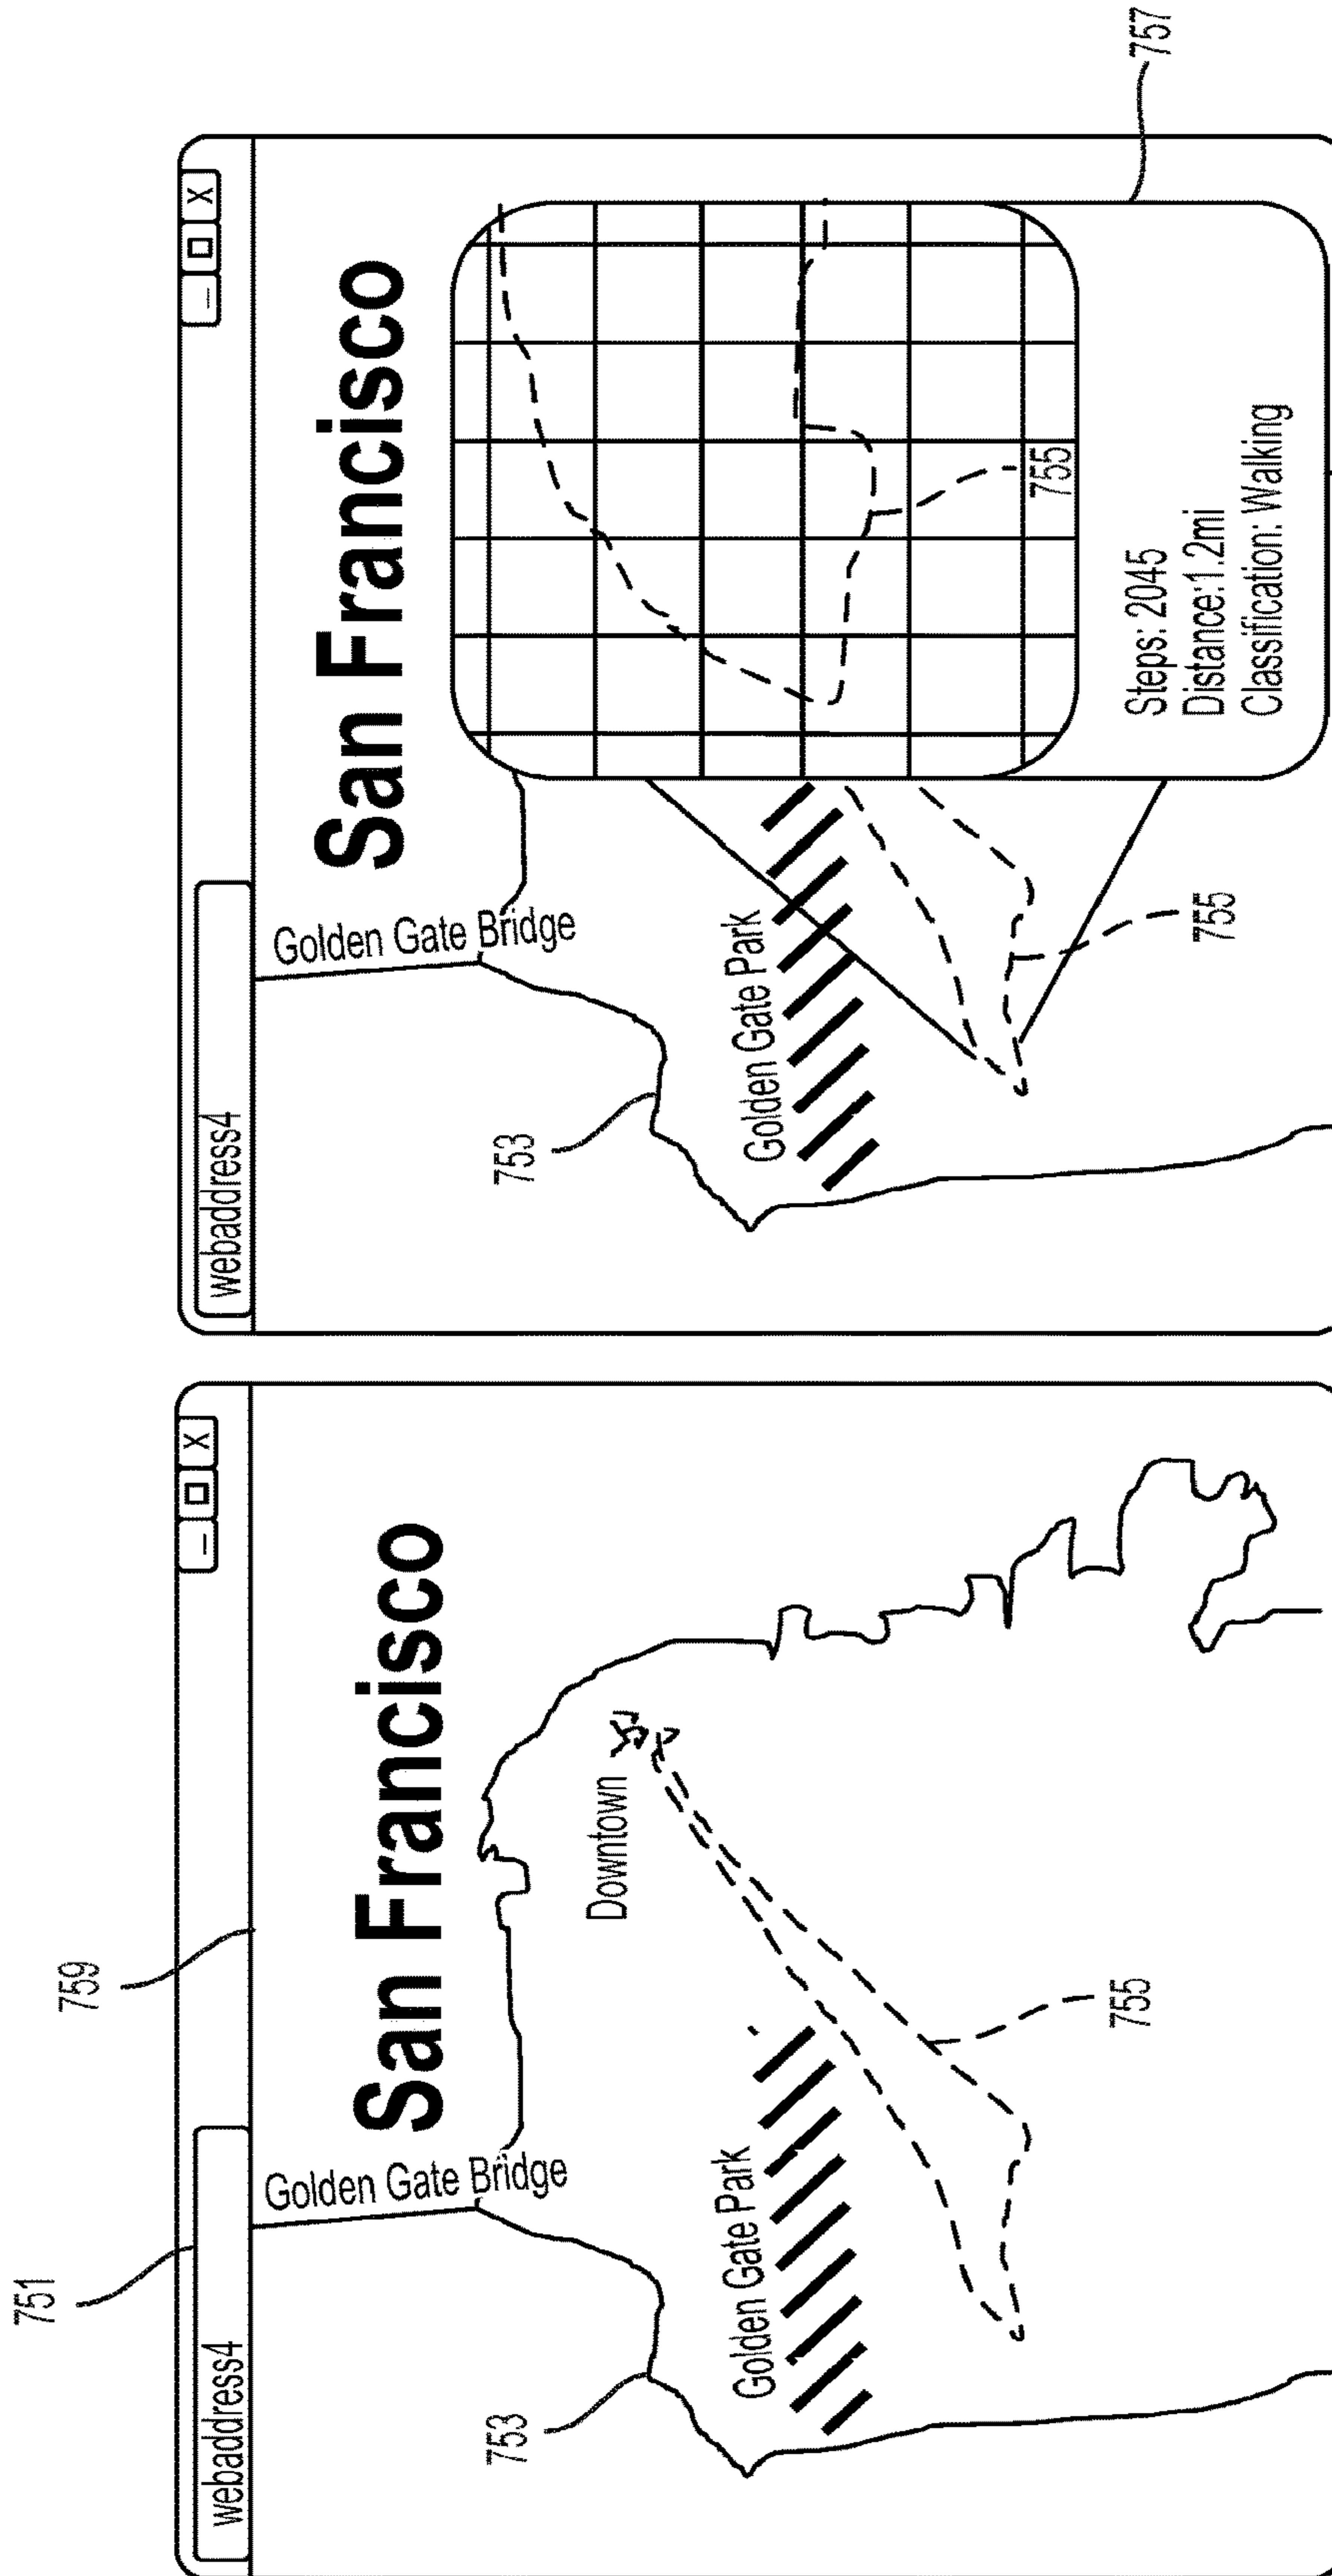 751
759
webaddress4
_ X
Golden Gate Bridge
San Francisco
753
Downtown
Golden Gate Park
755
webaddress4
_ X
Golden Gate Bridge
San Francisco
753
Golden Gate Park
755
755
Steps: 2045
Distance:1.2mi
Classification: Walking
757